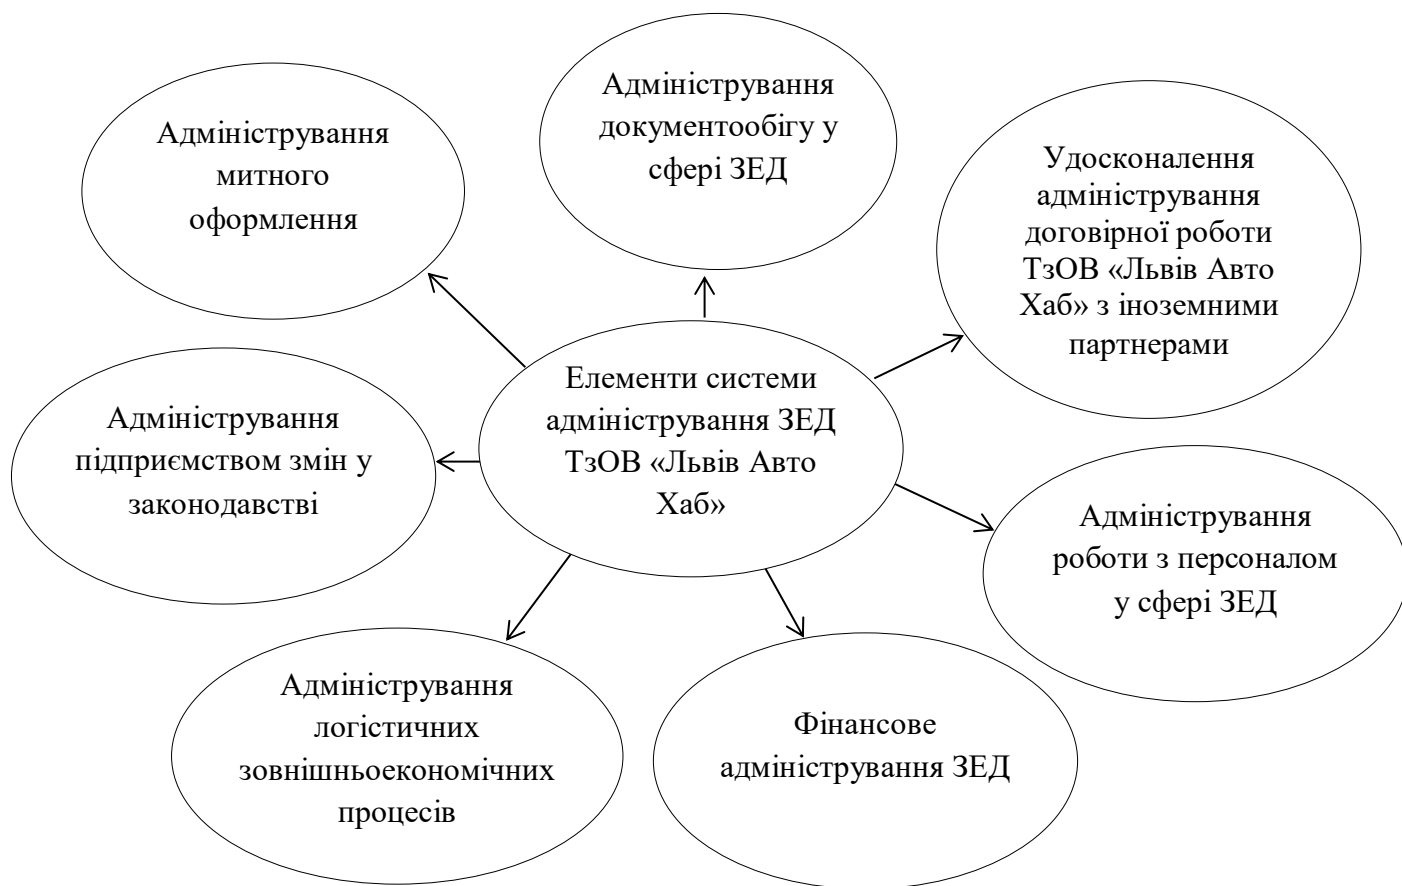 Адміністрування
документообігу у
сфері ЗЕД
Адміністрування
митного
оформлення
Удосконалення
адміністрування
договірної роботи
ТзОВ «Львів Авто
Хаб» з іноземними
партнерами
Елементи системи
адміністрування ЗЕД
ТзОВ «Львів Авто
Хаб»
Адміністрування
підприємством змін у
законодавстві
Адміністрування
роботи з персоналом
у сфері ЗЕД
Адміністрування
логістичних
зовнішньоекономічних
процесів
Фінансове
адміністрування ЗЕД